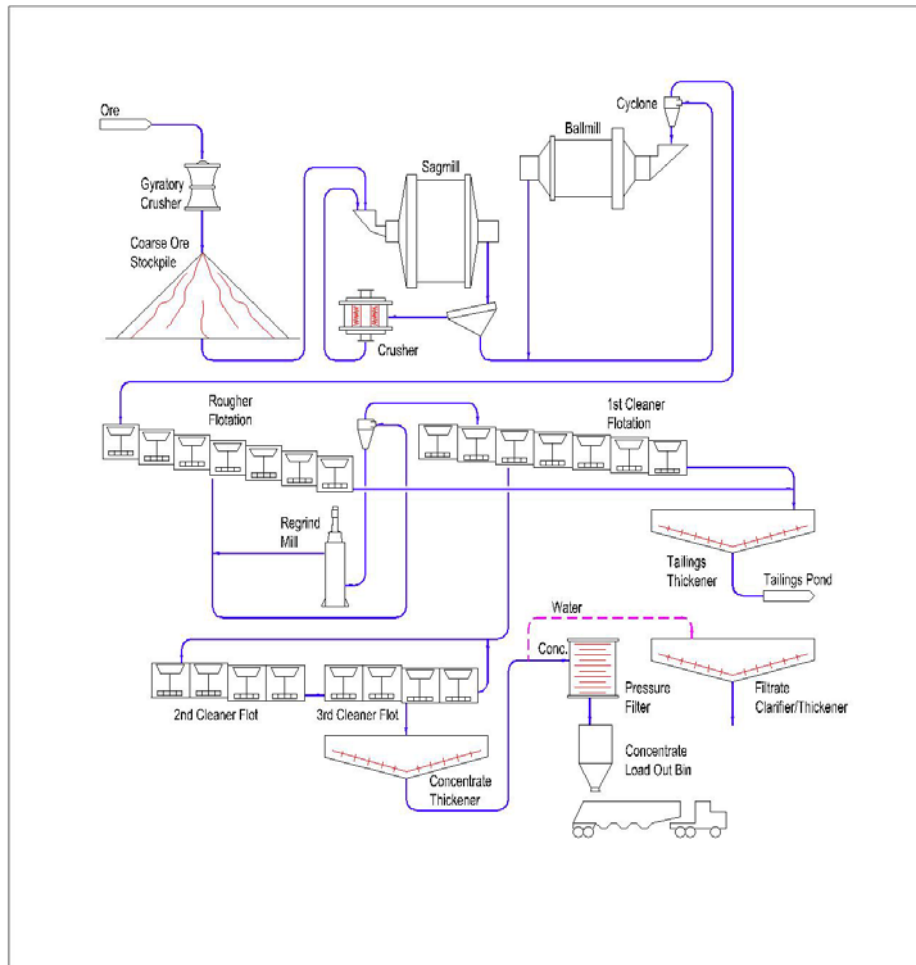 Ore
Cyclone
Ballmill
Sagmill
Gyratory
Crusher
Coarse Ore
Stockpile
Crusher
Rougher
Flotation
1st Cleaner
Flotation
Regrind
Mill
Tailings
Thickener
Tailings Pond
Water
Conc.
2nd Cleaner Flot
3rd Cleaner Flot
Pressure
Filter
Filtrate
Clarifier/Thickener
Concentrate
Thickener
Concentrate
Load Out Bin